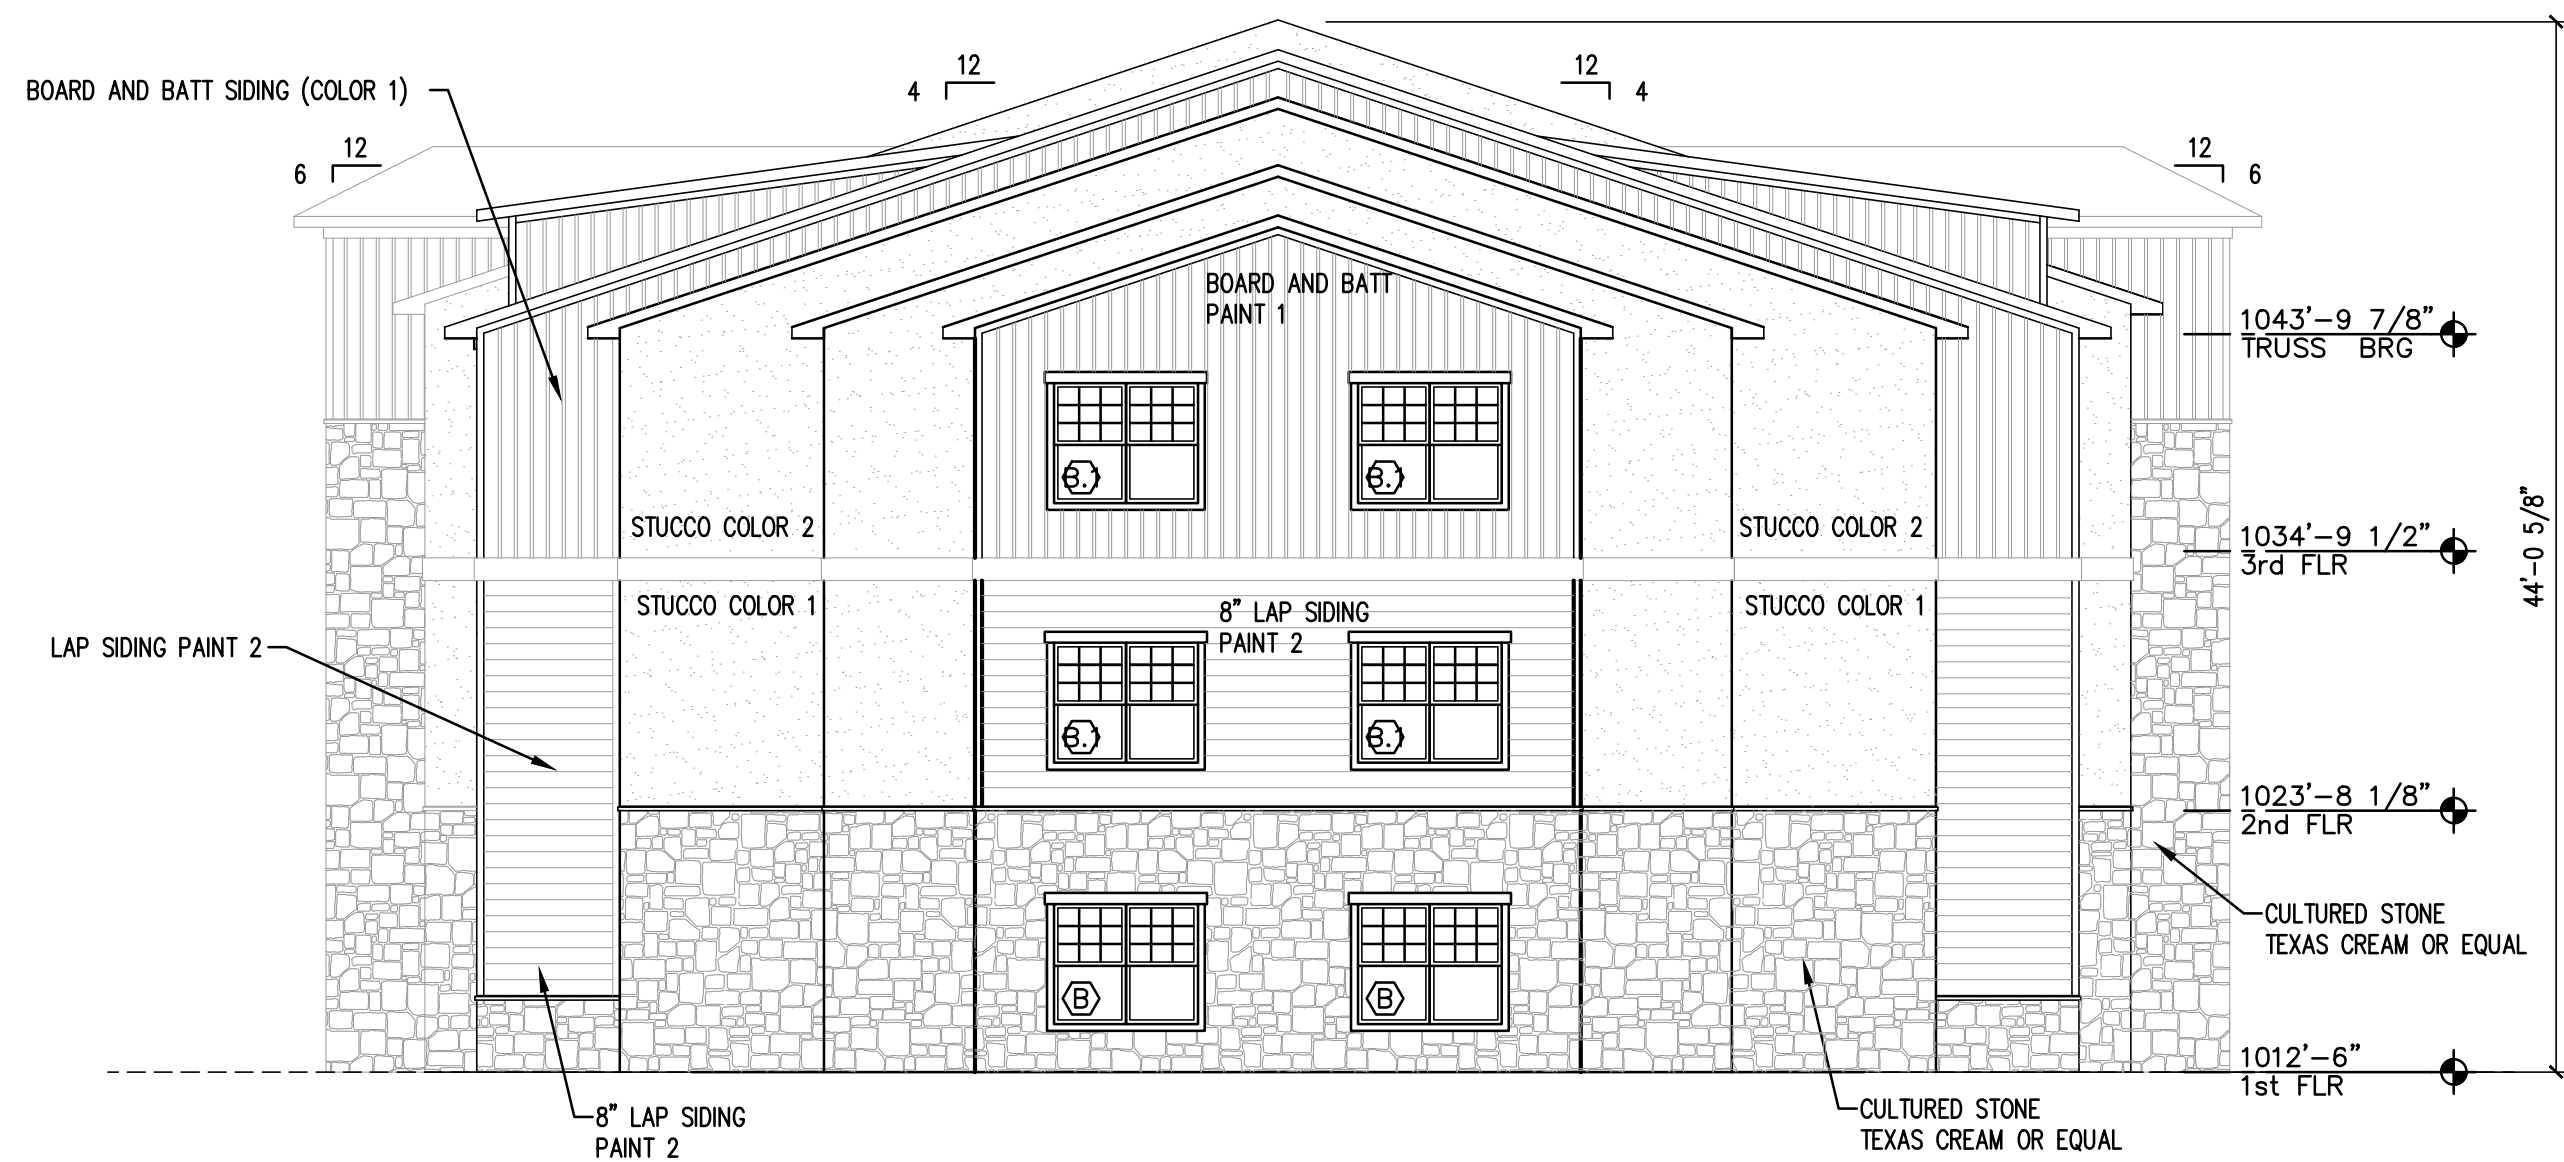 12
12
4
4
BOARD AND BATT SIDING (COLOR 1)
12
12
6
6
BOARD AND BATT
PAINT 1
1043'-9 7/8"
TRUSS BRG
B.1
B.1
STUCCO COLOR 2
STUCCO COLOR 2
1034'-9 1/2"
3rd FLR
44'-0 5/8"
STUCCO COLOR 1
8" LAP SIDING
PAINT 2
STUCCO COLOR 1
LAP SIDING PAINT 2
B.1
B.1
1023'-8 1/8"
2nd FLR
CULTURED STONE
TEXAS CREAM OR EQUAL
B
B
1012'-6"
1st FLR
8" LAP SIDING
PAINT 2
CULTURED STONE
TEXAS CREAM OR EQUAL